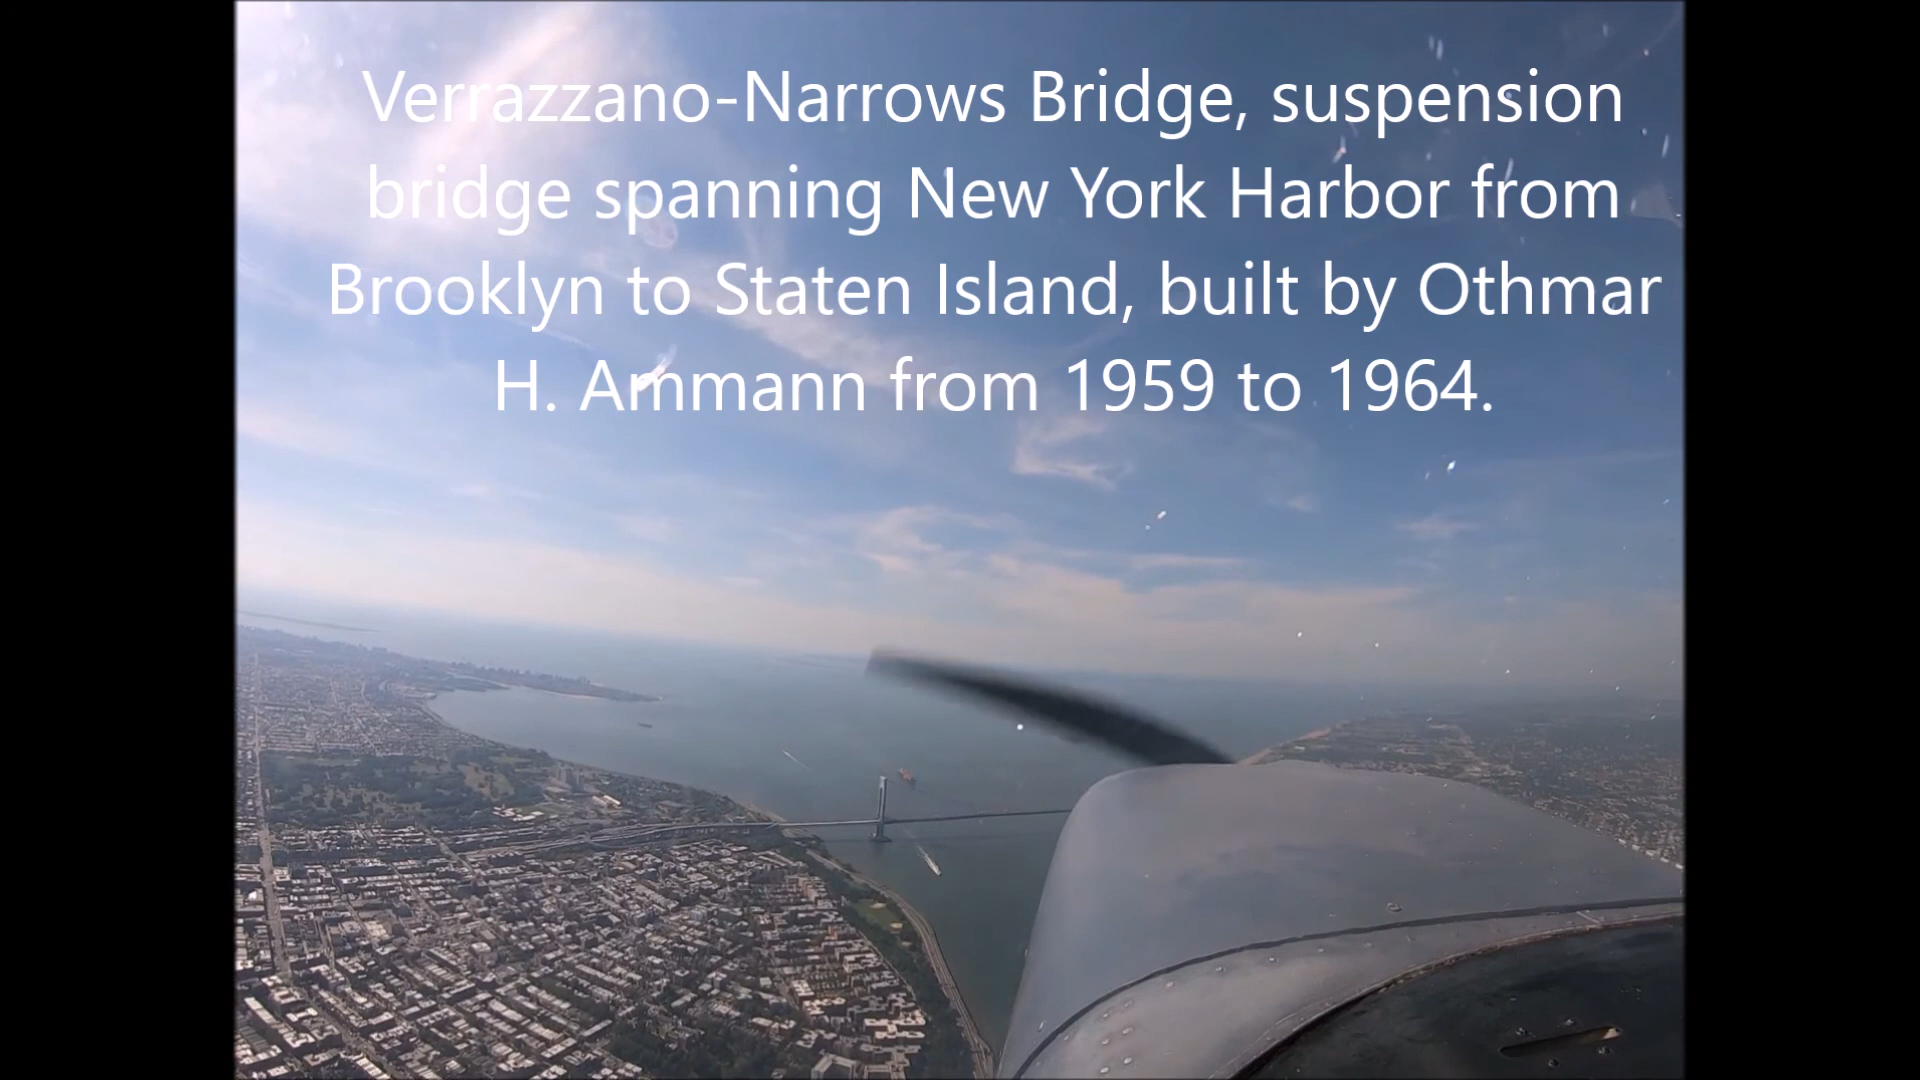 Verrazzano-Narrows Bridge, suspension
bridge spanning New York Harbor from
Brooklyn to Staten Island, built by Othmar
H. Ammann from 1959 to 1964.